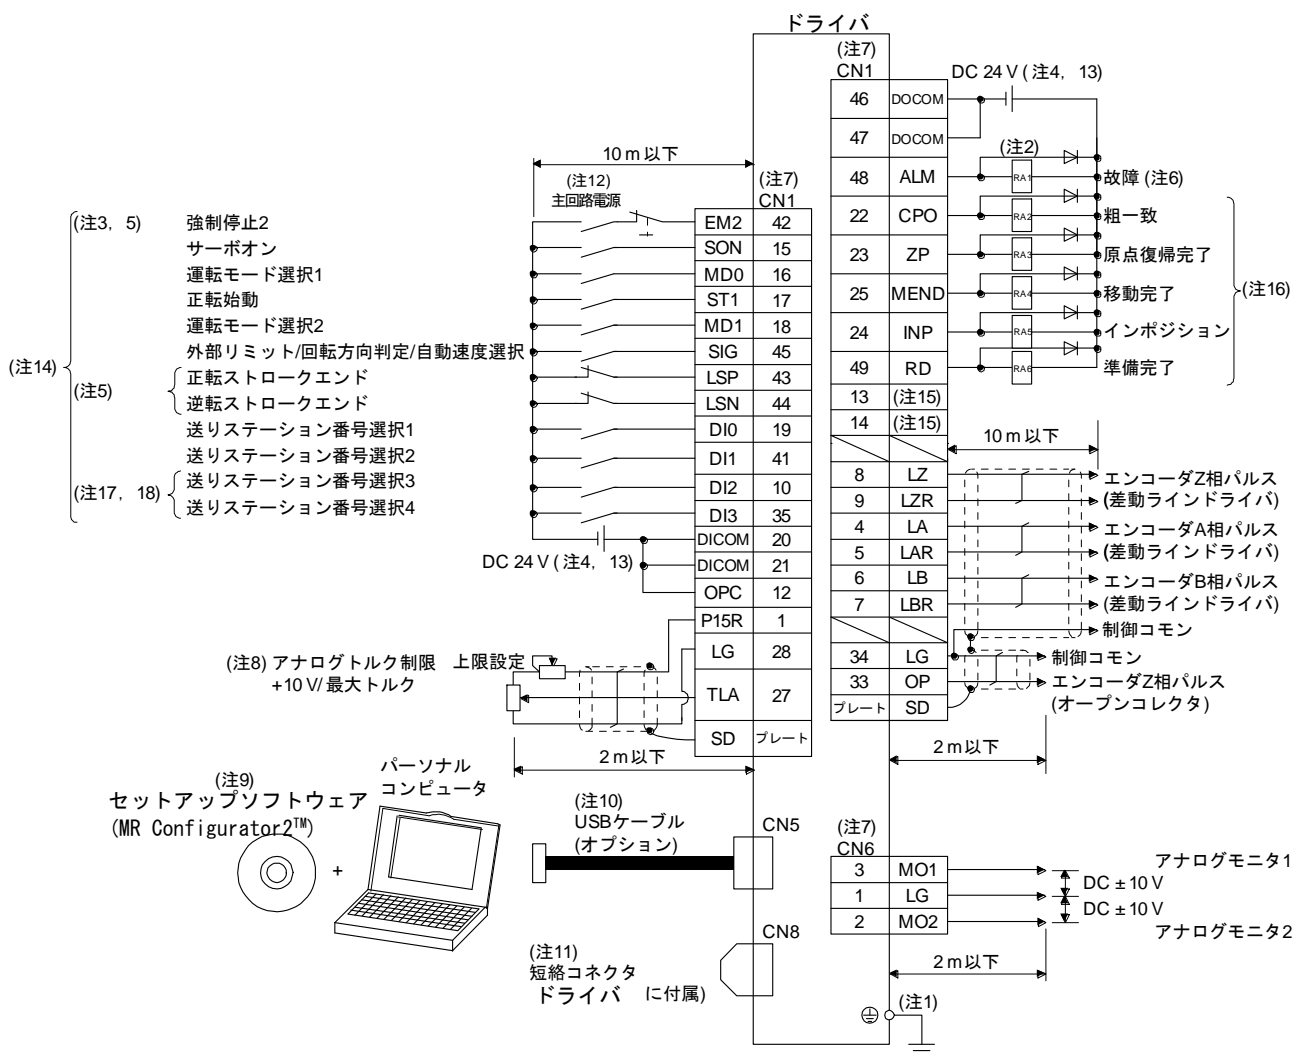 ドライバ
(注7)
CN1
DC 24 V ( 注4, 13)
46 DOCOM
47 DOCOM
(注2)
48 ALM RA1 故障 (注6)
22 CPO RA2 粗一致
23 ZP RA3 原点復帰完了
25 MEND RA4 移動完了
24 INP RA5 インポジション
49 RD RA6 準備完了
(注16)
13 (注15)
14 (注15)
10 m 以下
8 LZ エンコーダZ相パルス
9 LZR (差動ラインドライバ)
4 LA エンコーダA相パルス
5 LAR (差動ラインドライバ)
6 LB エンコーダB相パルス
7 LBR (差動ラインドライバ)
制御コモン
34 LG 制御コモン
33 OP エンコーダZ相パルス
(オープンコレクタ)
プレート SD
2 m 以下
10 m 以下
(注12)
主回路電源
(注7)
CN1
(注14)
(注3, 5) 強制停止2 EM2 42
サーボオン SON 15
運転モード選択1 MD0 16
正転始動 ST1 17
運転モード選択2 MD1 18
外部リミット/回転方向判定/自動速度選択 SIG 45
(注5)
正転ストロークエンド LSP 43
逆転ストロークエンド LSN 44
送りステーション番号選択1 DI0 19
送りステーション番号選択2 DI1 41
(注17, 18)
送りステーション番号選択3 DI2 10
送りステーション番号選択4 DI3 35
DICOM 20
DC 24 V ( 注4, 13)
DICOM 21
OPC 12
P15R 1
LG 28
(注8) アナログトルク制限 上限設定
+10 V/ 最大トルク
TLA 27
SD プレート
2 m 以下
(注9)
セットアップソフトウェア
(MR Configurator2™)
+
パーソナル
コンピュータ
(注10)
USBケーブル
(オプション)
CN5
(注11)
短絡コネクタ
ドライバ に付属)
CN8
(注7)
CN6
3 MO1 アナログモニタ1
DC ± 10 V
1 LG
DC ± 10 V
2 MO2 アナログモニタ2
2 m 以下
(注1)